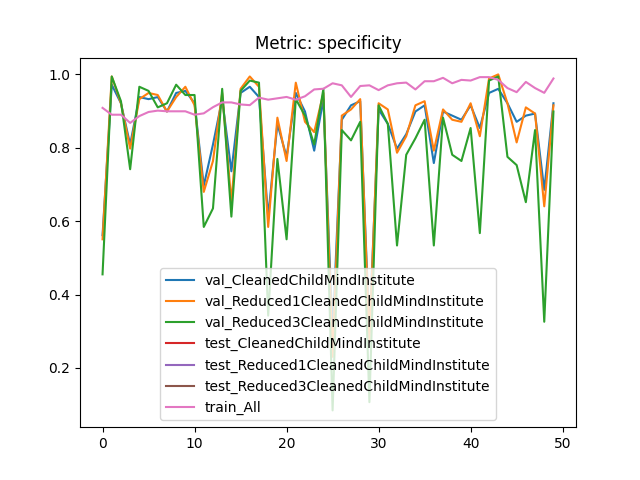 Metric: specificity
1.0
0.8
0.6
0.4
0.2
0
10
20
30
40
50
val_CleanedChildMindInstitute
val_Reduced1CleanedChildMindInstitute
val_Reduced3CleanedChildMindInstitute
test_CleanedChildMindInstitute
test_Reduced1CleanedChildMindInstitute
test_Reduced3CleanedChildMindInstitute
train_All